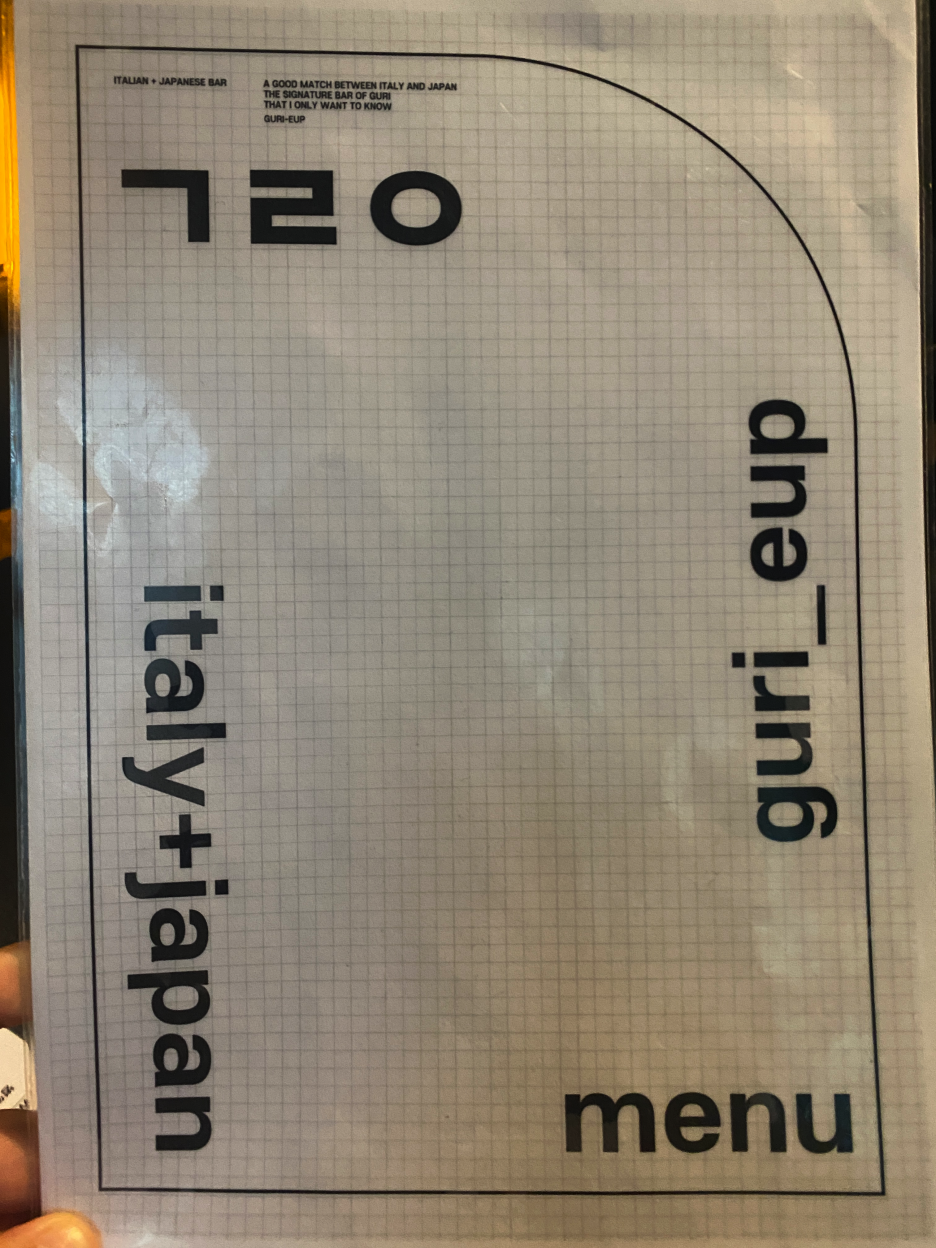 ITALIAN + JAPANESE BAR
A GOOD MATCH BETWEEN ITALY AND JAPAN
THE SIGNATURE BAR OF GURI
THAT I ONLY WANT TO KNOW
GURI-EUP
ㄱㄹㅇ
guri_eup
italy+japan
menu